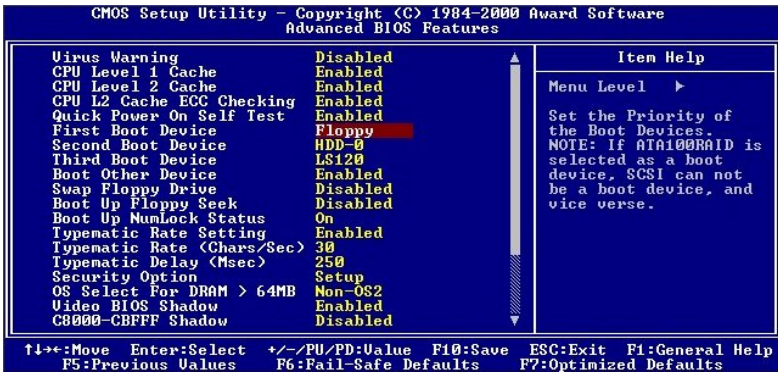 CMOS Setup Utility - Copyright (C) 1984-2000 Award Software
Advanced BIOS Features
Virus Warning Disabled
CPU Level 1 Cache Enabled
CPU Level 2 Cache Enabled
CPU L2 Cache ECC Checking Enabled
Quick Power On Self Test Enabled
First Boot Device Floppy
Second Boot Device HDD-0
Third Boot Device LS120
Boot Other Device Enabled
Swap Floppy Drive Disabled
Boot Up Floppy Seek Disabled
Boot Up NumLock Status On
Typematic Rate Setting Enabled
Typematic Rate (Chars/Sec) 30
Typematic Delay (Msec) 250
Security Option Setup
OS Select For DRAM > 64MB Non-OS2
Video BIOS Shadow Enabled
C8000-CBFFF Shadow Disabled
Item Help
Menu Level ▶
Set the Priority of
the Boot Devices.
NOTE: If ATA100RAID is
selected as a boot
device, SCSI can not
be a boot device, and
vice verse.
↑↓→←:Move Enter:Select +/-/PU/PD:Value F10:Save ESC:Exit F1:General Help
F5:Previous Values F6:Fail-Safe Defaults F7:Optimized Defaults